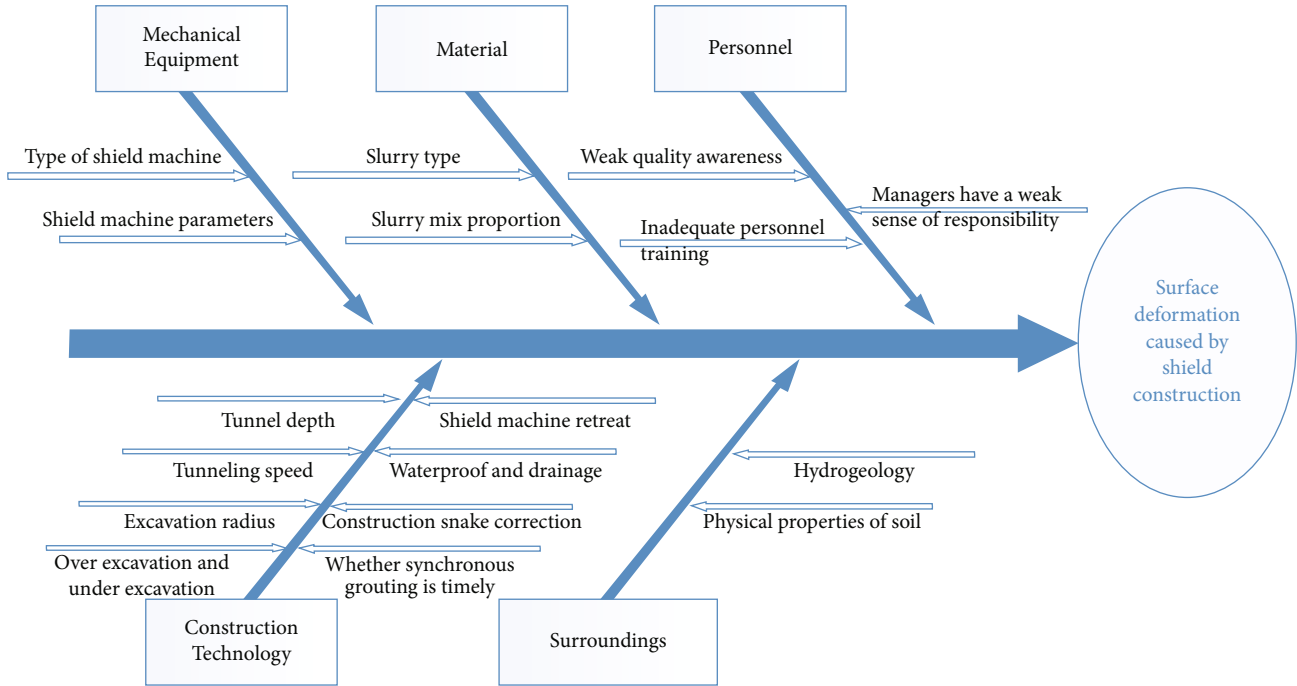 Mechanical
Equipment
Material
Personnel
Type of shield machine
Slurry type
Weak quality awareness
Managers have a weak
sense of responsibility
Shield machine parameters
Slurry mix proportion
Inadequate personnel
training
Surface
deformation
caused by
shield
construction
Tunnel depth
Shield machine retreat
Tunneling speed
Waterproof and drainage
Hydrogeology
Excavation radius
Construction snake correction
Physical properties of soil
Over excavation and
under excavation
Whether synchronous
grouting is timely
Construction
Technology
Surroundings